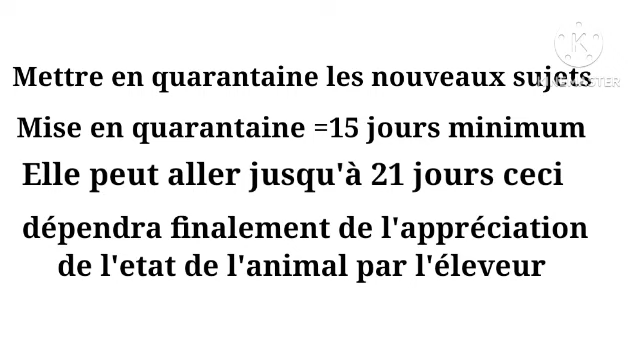 Mettre en quarantaine les nouveaux sujets
Mise en quarantaine =15 jours minimum
Elle peut aller jusqu'à 21 jours ceci
dépendra finalement de l'appréciation
de l'etat de l'animal par l'éleveur
K
KINEMASTER